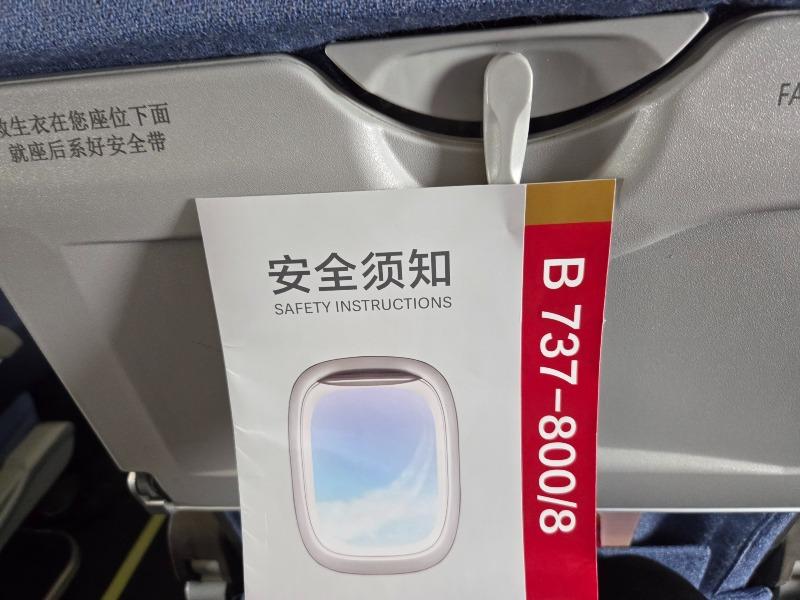 救生衣在您座位下面
就座后系好安全带
FA
安全须知
SAFETY INSTRUCTIONS
B 737-800/8